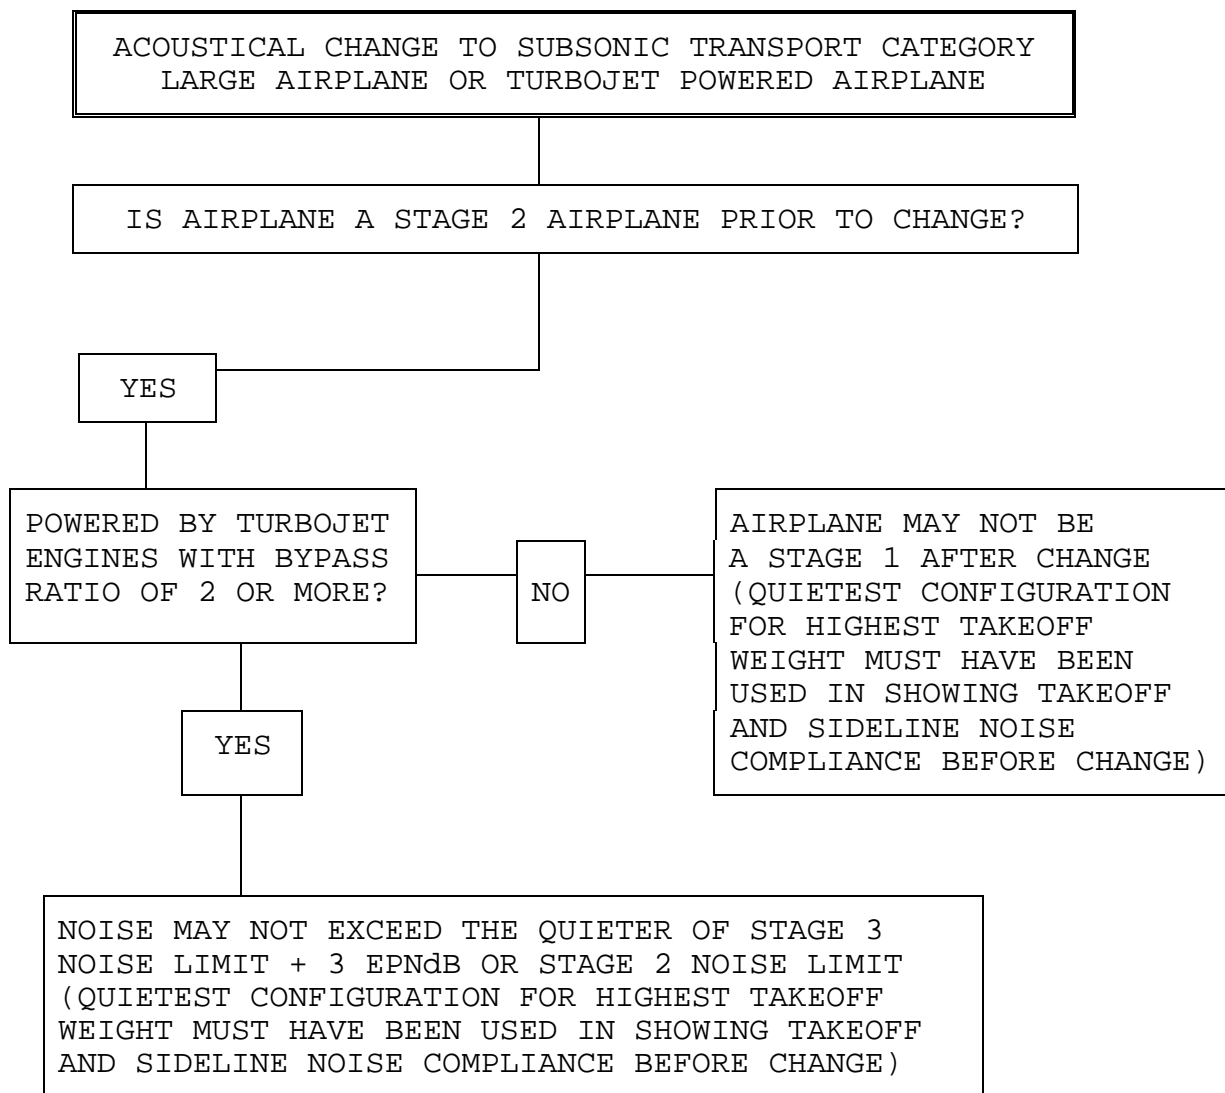 ACOUSTICAL CHANGE TO SUBSONIC TRANSPORT CATEGORY
LARGE AIRPLANE OR TURBOJET POWERED AIRPLANE
IS AIRPLANE A STAGE 2 AIRPLANE PRIOR TO CHANGE?
YES
POWERED BY TURBOJET
ENGINES WITH BYPASS
RATIO OF 2 OR MORE?
NO
AIRPLANE MAY NOT BE
A STAGE 1 AFTER CHANGE
(QUIETEST CONFIGURATION
FOR HIGHEST TAKEOFF
WEIGHT MUST HAVE BEEN
USED IN SHOWING TAKEOFF
AND SIDELINE NOISE
COMPLIANCE BEFORE CHANGE)
YES
NOISE MAY NOT EXCEED THE QUIETER OF STAGE 3
NOISE LIMIT + 3 EPNdB OR STAGE 2 NOISE LIMIT
(QUIETEST CONFIGURATION FOR HIGHEST TAKEOFF
WEIGHT MUST HAVE BEEN USED IN SHOWING TAKEOFF
AND SIDELINE NOISE COMPLIANCE BEFORE CHANGE)